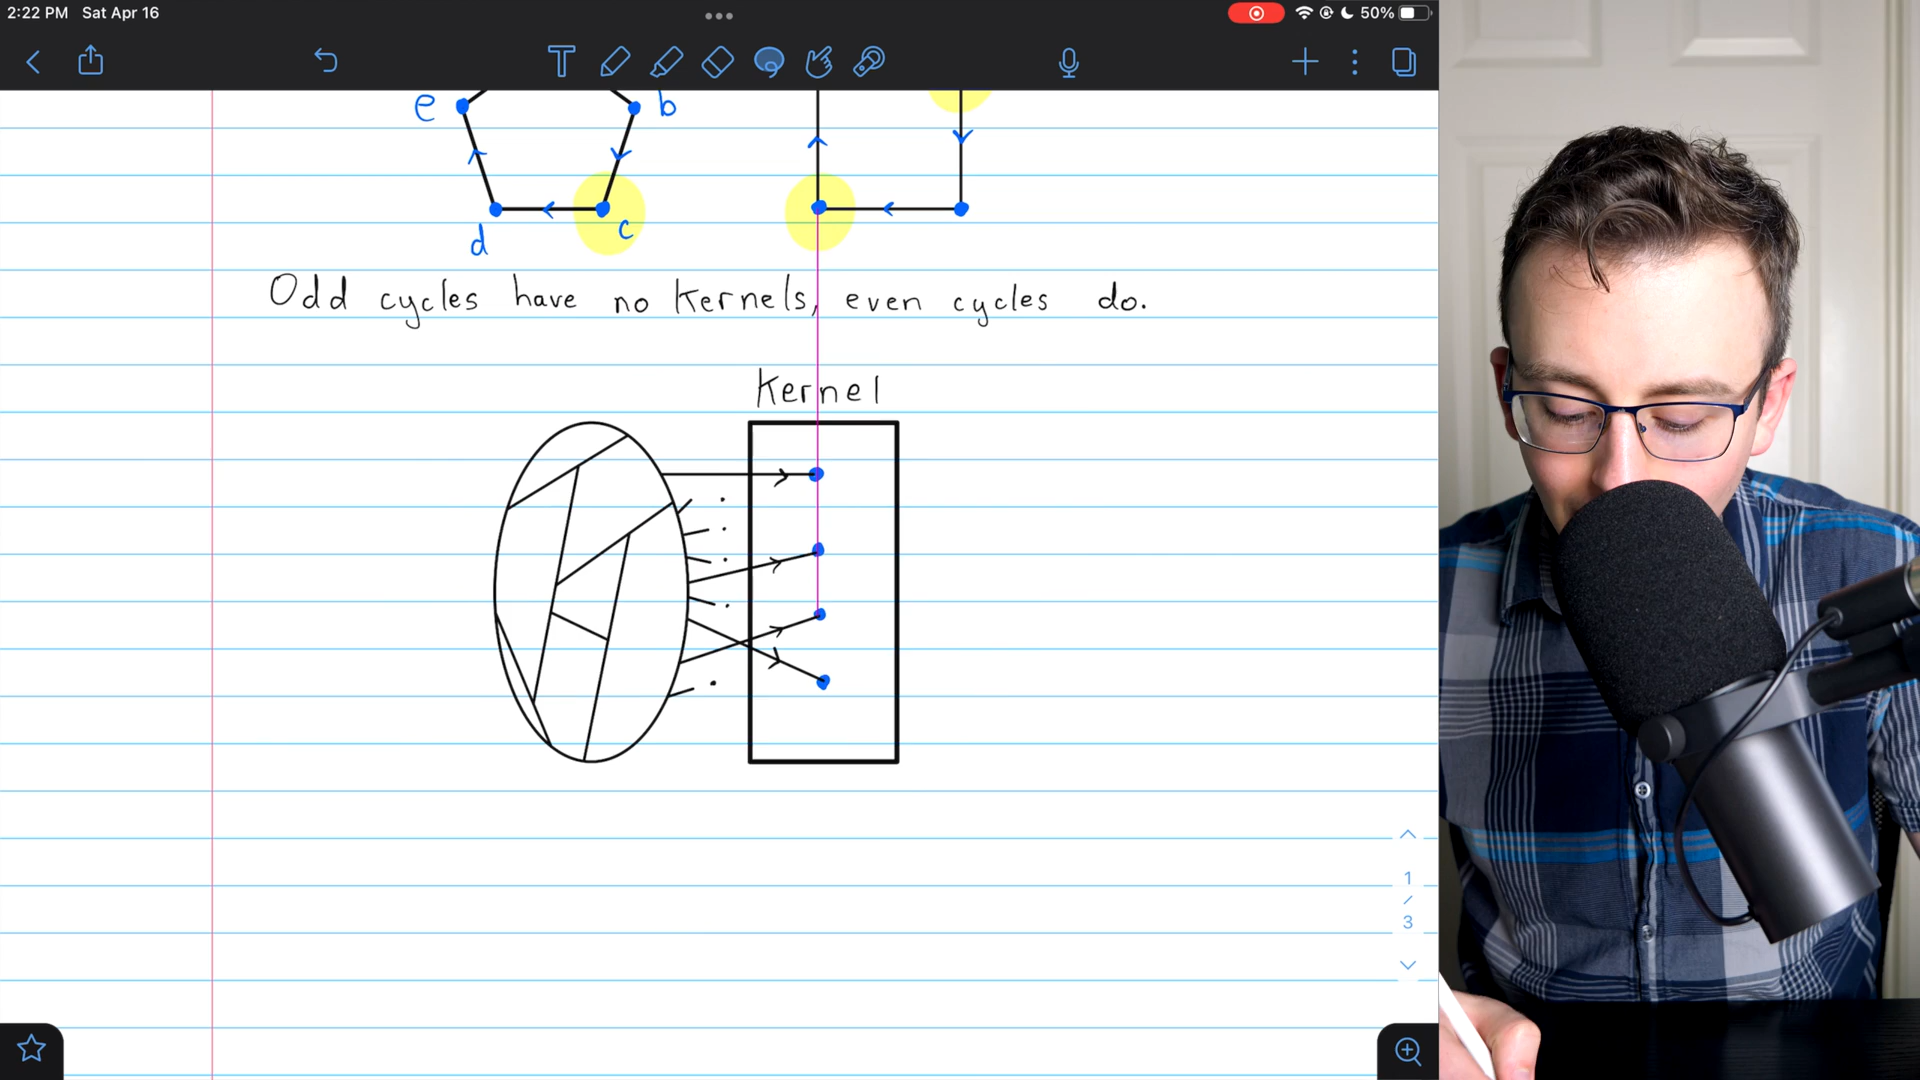 2:22 PM Sat Apr 16
50%
T
e
b
d
c
Odd cycles have no kernels, even cycles do.
Kernel
1
/
3